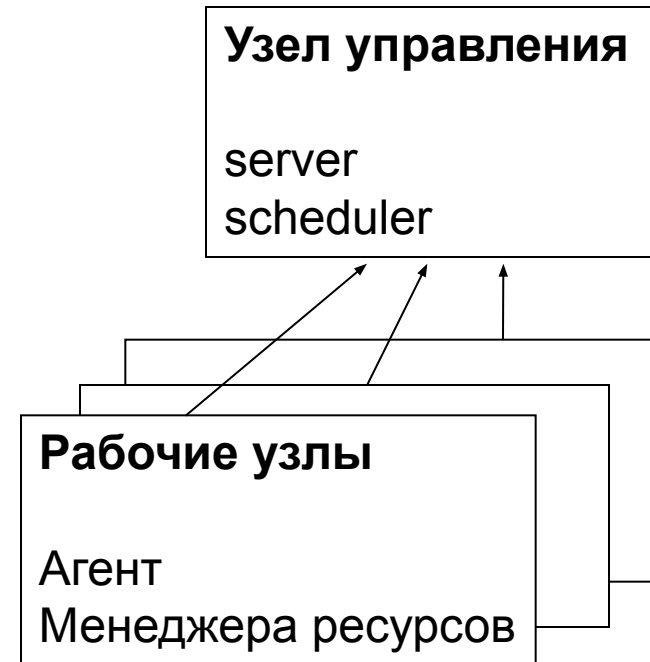 Узел управления
server
scheduler
Рабочие узлы
Агент
Менеджера ресурсов